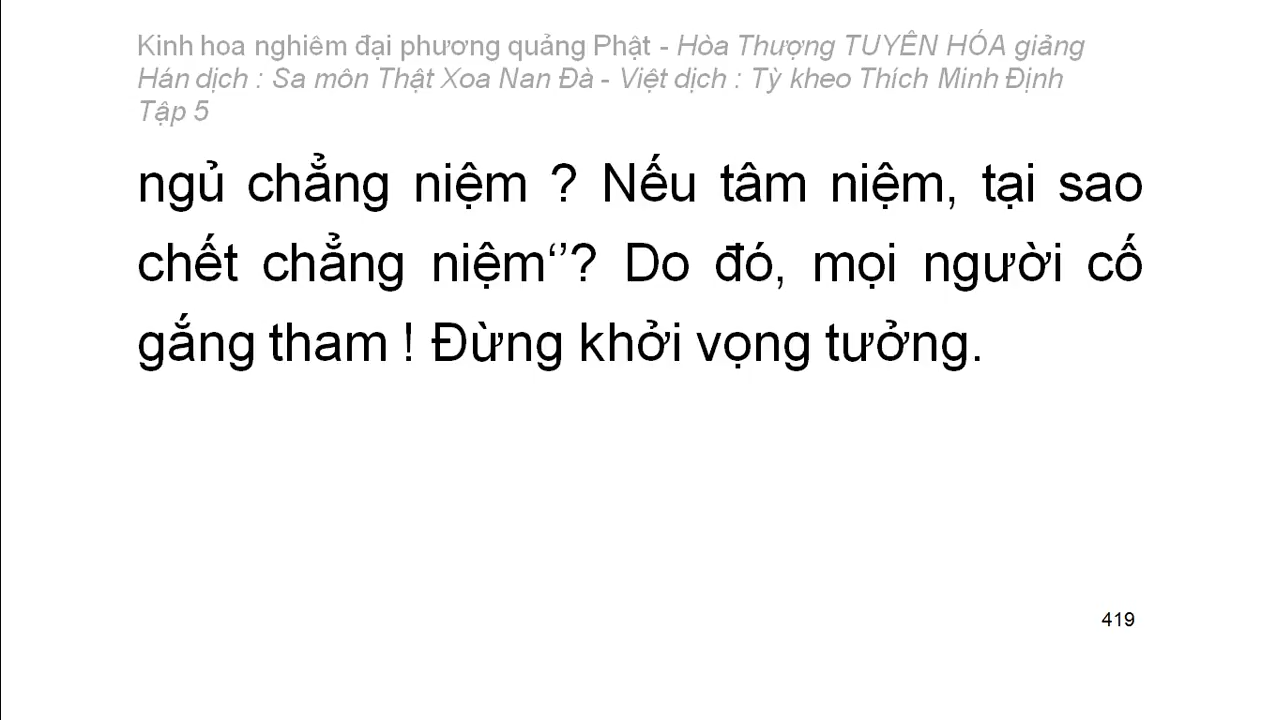 Kinh hoa nghiêm đại phương quảng Phật - Hòa Thượng TUYÊN HÓA giảng
Hán dịch : Sa môn Thật Xoa Nan Đà - Việt dịch : Tỳ kheo Thích Minh Định
Tập 5
ngủ chẳng niệm ? Nếu tâm niệm, tại sao
chết chẳng niệm‘’? Do đó, mọi người cố
gắng tham ! Đừng khởi vọng tưởng.
419